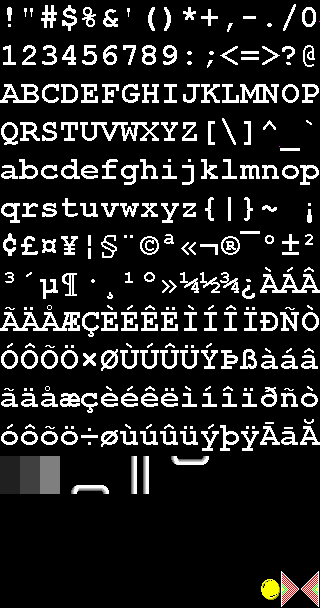 !"#$%&'()*+,-./0
123456789:;<=>?@
ABCDEFGHIJKLMNOP
QRSTUVWXYZ[\]^_`
abcdefghijklmnop
qrstuvwxyz{|}~ ¡
¢£¤¥¦§¨©ª«¬®¯°±²
³´µ¶·¸¹º»¼½¾¿ÀÁÂ
ÃÄÅÆÇÈÉÊËÌÍÎÏÐÑÒ
ÓÔÕÖ×ØÙÚÛÜÝÞßàáâ
ãäåæçèéêëìíîïðñò
óôõö÷øùúûüýþÿĀāĂ